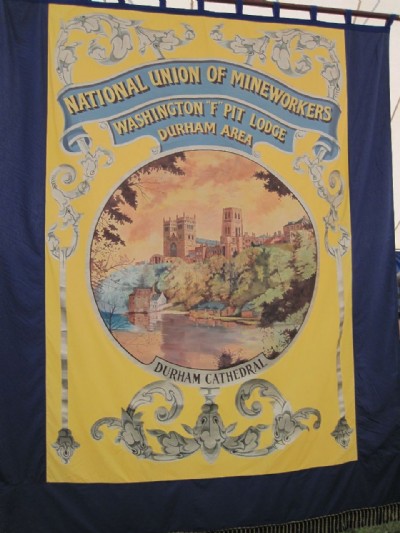 NATIONAL UNION OF MINEWORKERS
WASHINGTON "F" PIT LODGE
DURHAM AREA
DURHAM CATHEDRAL